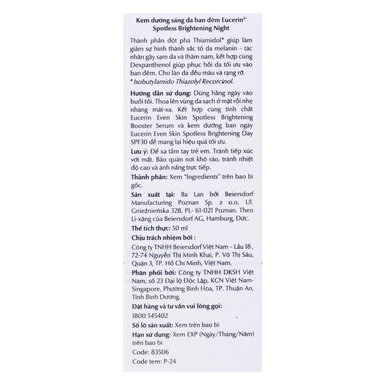 Kem dưỡng sáng da ban đêm Eucerin®
Spotless Brightening Night
Thành phần đột phá Thiamidol* giúp làm
giảm sự hình thành sắc tố da melanin - tác
nhân gây sạm da và thâm nám, kết hợp cùng
Dexpanthenol giúp phục hồi da tối ưu vào
ban đêm. Cho làn da đều màu và rạng rỡ.
* Isobutylamido Thiazolyl Recorcinol.
Hướng dẫn sử dụng: Dùng hằng ngày vào
buổi tối. Thoa lên vùng da sạch ở mặt rồi nhẹ
nhàng mát-xa. Kết hợp cùng tinh chất
Eucerin Even Skin Spotless Brightening
Booster Serum và kem dưỡng ban ngày
Eucerin Even Skin Spotless Brightening Day
SPF30 để mang lại hiệu quả tối ưu.
Lưu ý: Để xa tầm tay trẻ em. Tránh tiếp xúc
với mắt. Bảo quản nơi khô ráo, tránh nhiệt
độ cao và ánh nắng trực tiếp.
Thành phần: Xem "Ingredients" trên bao bì
gốc.
Sản xuất tại: Ba Lan bởi Beiersdorf
Manufacturing Poznan Sp. z o.o, Ul.
Gnieźnieńska 32B, PL- 61-021 Poznan. Theo
Li-xăng của Beiersdorf AG, Hamburg, Đức.
Thể tích thực: 50 ml
Chịu trách nhiệm bởi :
Công ty TNHH Beiersdorf Việt Nam - Lầu 18 ,
72-74 Nguyễn Thị Minh Khai, P. Võ Thị Sáu,
Quận 3, TP. Hồ Chí Minh, Việt Nam.
Phân phối bởi: Công ty TNHH DKSH Việt
Nam, số 23 Đại lộ Độc Lập, KCN Việt Nam-
Singapore, Phường Bình Hòa, TP. Thuận An,
Tỉnh Bình Dương.
Đặt hàng và tư vấn vui lòng gọi:
1800 545402
Số lô sản xuất: Xem trên bao bì
Hạn sử dụng: Xem EXP (Ngày/Tháng/Năm)
trên bao bì
Code: 83506
Code tem: P-24